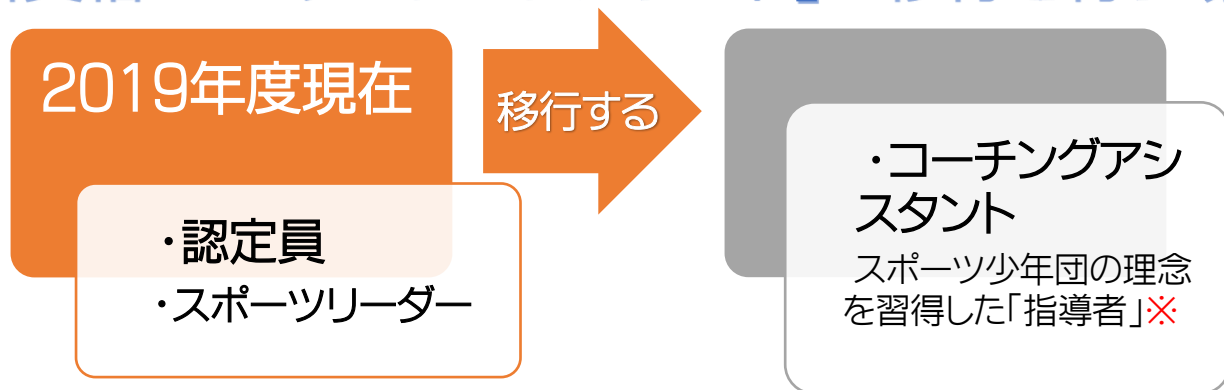 2019年度現在
・認定員
・スポーツリーダー
移行する
・コーチングアシ
スタント
スポーツ少年団の理念
を習得した「指導者」※